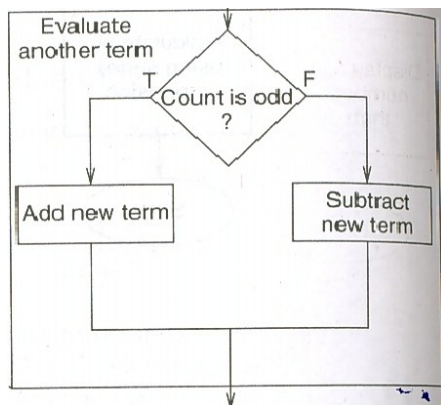 Evaluate
another term
T
F
Count is odd
?
Add new term
Subtract
new term